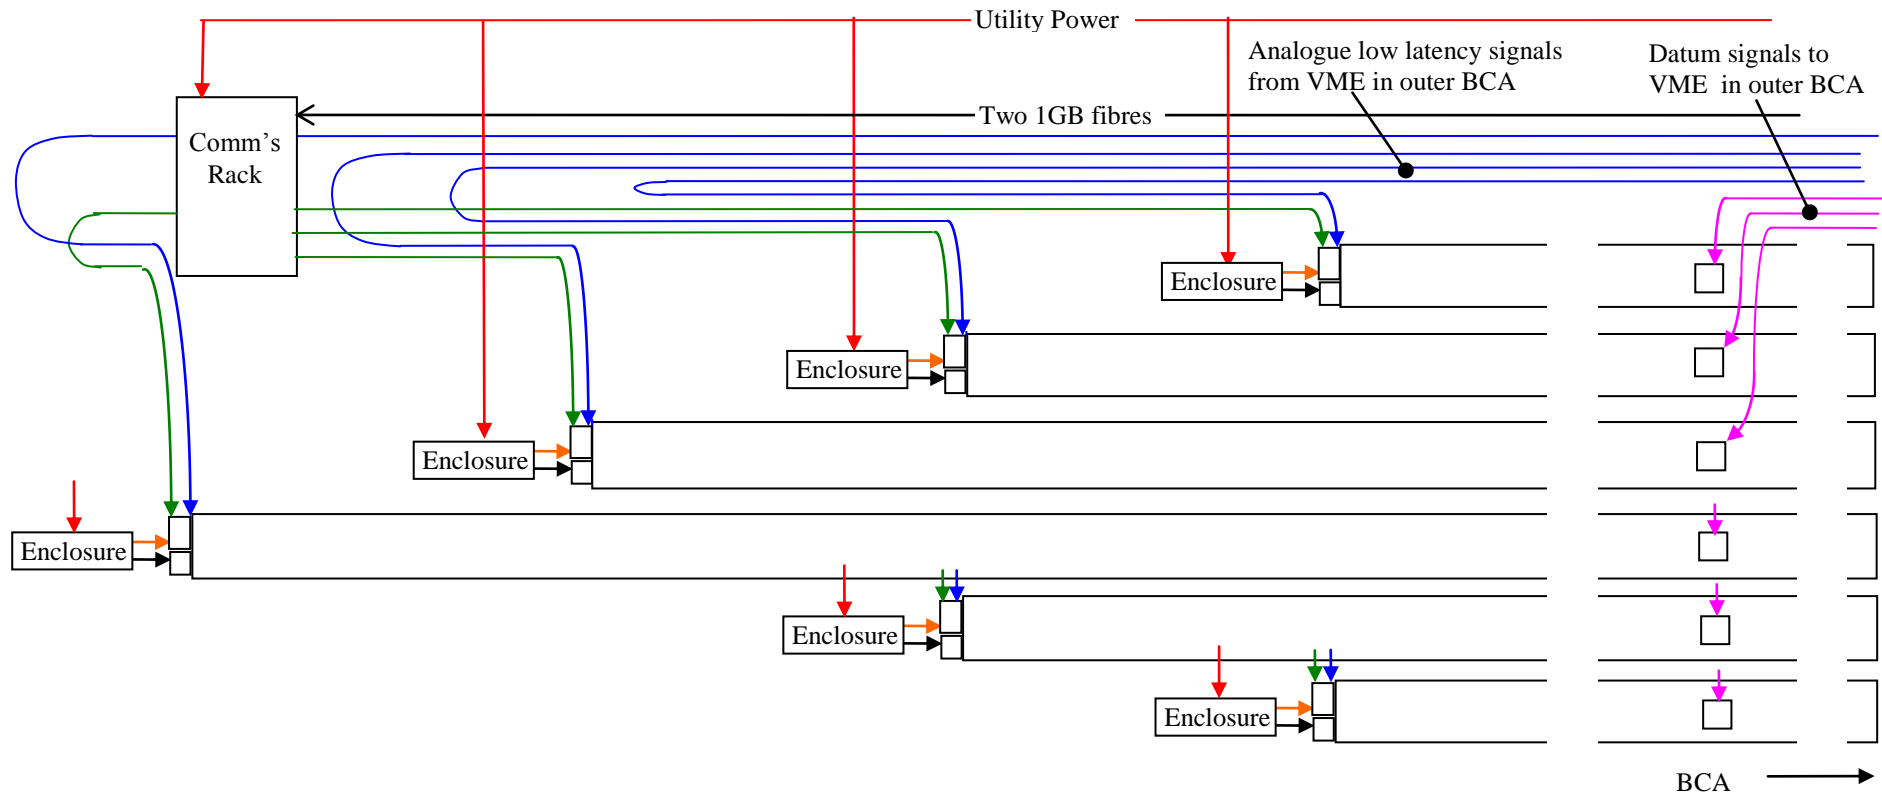 Utility Power
Analogue low latency signals
from VME in outer BCA
Datum signals to
VME in outer BCA
Two 1GB fibres
Comm’s
Rack
Enclosure
Enclosure
Enclosure
Enclosure
Enclosure
Enclosure
BCA